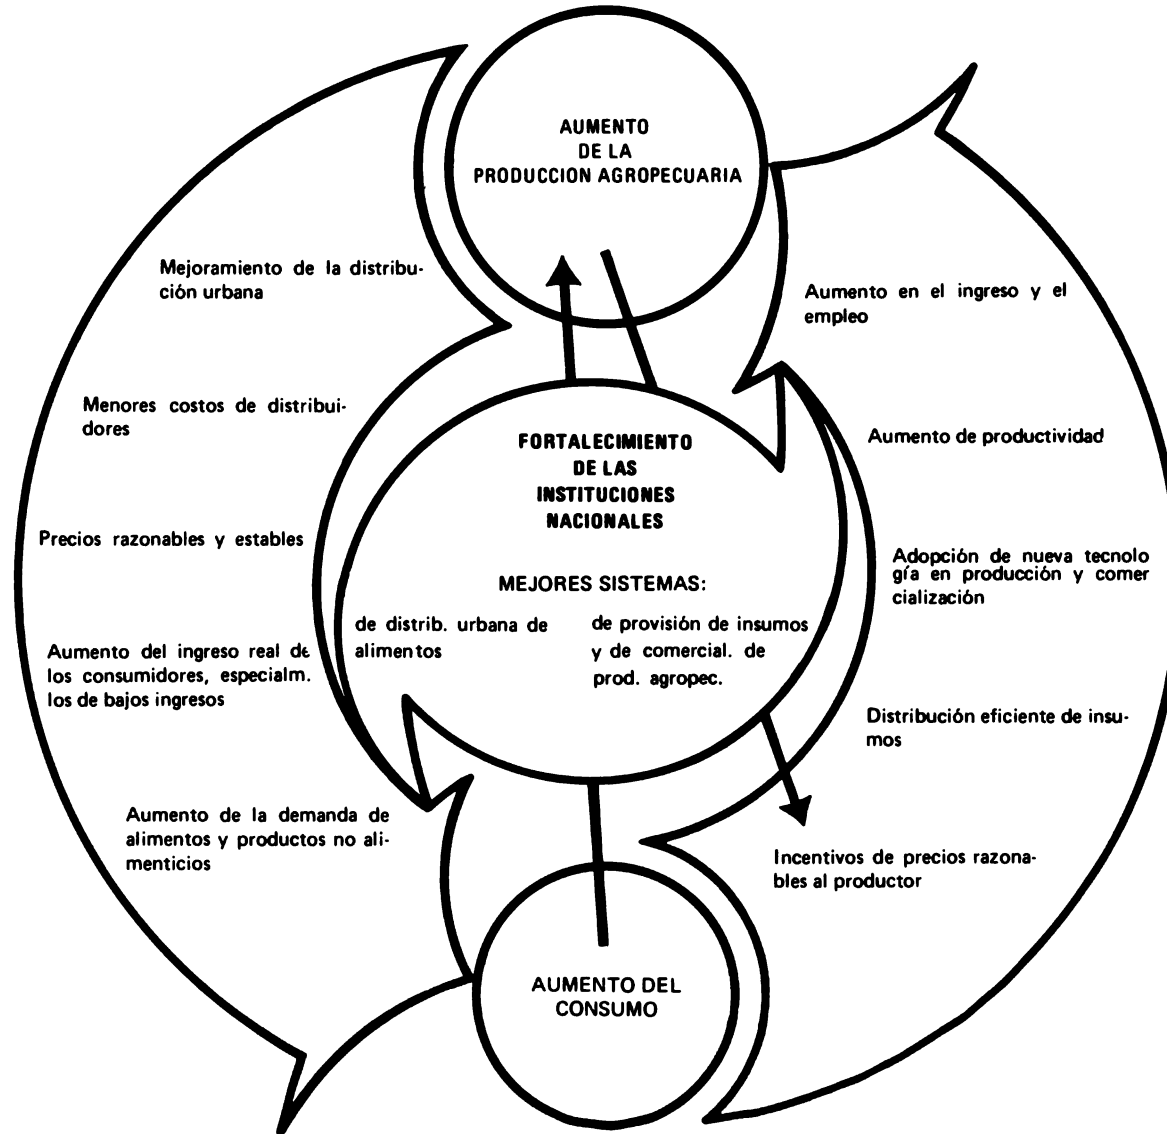 AUMENTO
DE LA
PRODUCCION AGROPECUARIA
Mejoramiento de la distribu-
ción urbana
Menores costos de distribui-
dores
Precios razonables y estables
Aumento del ingreso real de
los consumidores, especialm.
los de bajos ingresos
Aumento de la demanda de
alimentos y productos no ali-
menticios
FORTALECIMIENTO
DE LAS
INSTITUCIONES
NACIONALES
MEJORES SISTEMAS:
de distrib. urbana de
alimentos
de provisión de insumos
y de comercial. de
prod. agropec.
Aumento en el ingreso y el
empleo
Aumento de productividad
Adopción de nueva tecnolo
gía en producción y comer
cialización
Distribución eficiente de insu-
mos
Incentivos de precios razona-
bles al productor
AUMENTO DEL
CONSUMO